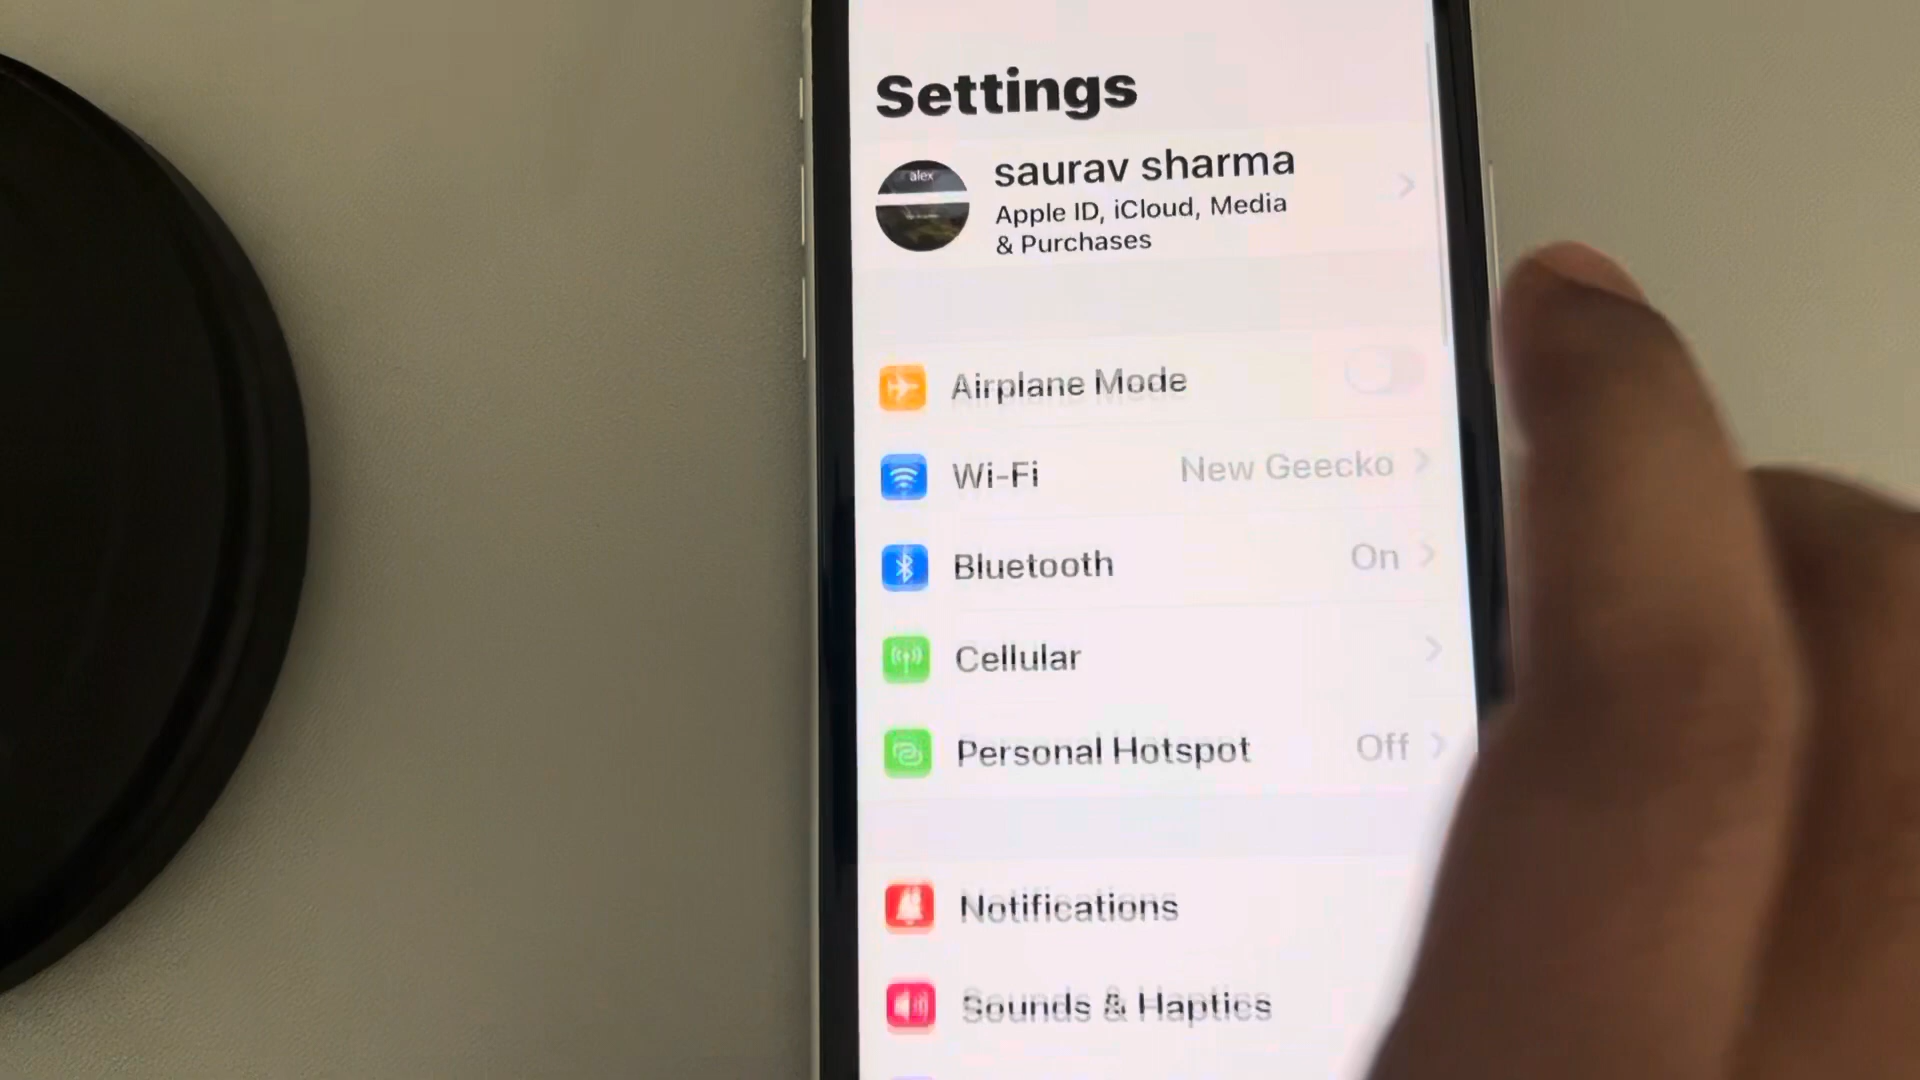 Settings
alex
saurav sharma
Apple ID, iCloud, Media
& Purchases
Airplane Mode
Wi-Fi New Geecko
Bluetooth On
Cellular
Personal Hotspot Off
Notifications
Sounds & Haptics